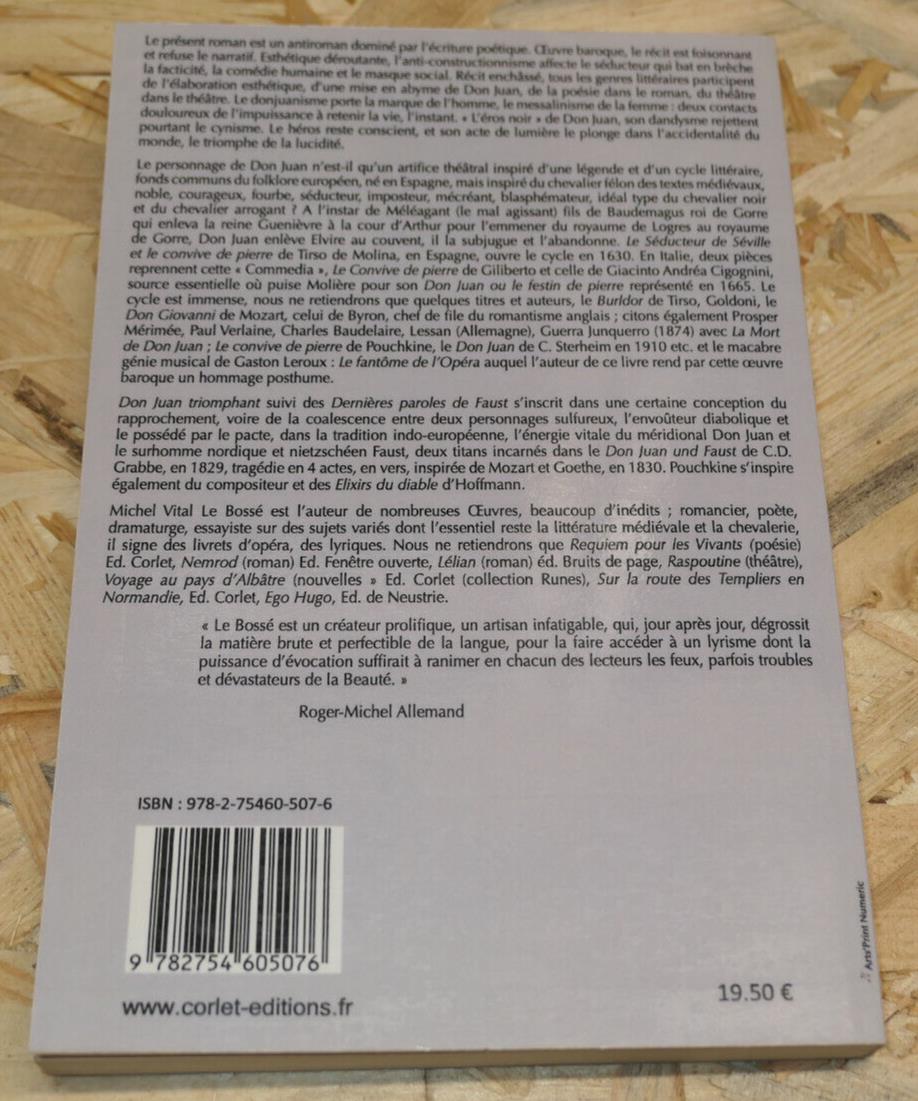 Le présent roman est un antiroman dominé par l'écriture poétique. Œuvre baroque, le récit est foisonnant
et refuse le narratif. Esthétique déroutante, l'anti-constructionnisme affecte le séducteur qui bat en brèche
la facticité, la comédie humaine et le masque social. Récit enchâssé, tous les genres littéraires participent
de l'élaboration esthétique, d'une mise en abyme de Don Juan, de la poésie dans le roman, du théâtre
dans le théâtre. Le donjuanisme porte la marque de l'homme, le messalinisme de la femme : deux contacts
douloureux de l'impuissance à retenir la vie, l'instant. « L'éros noir » de Don Juan, son dandysme rejettent
pourtant le cynisme. Le héros reste conscient, et son acte de lumière le plonge dans l'accidentalité du
monde, le triomphe de la lucidité.
Le personnage de Don Juan n'est-il qu'un artifice théâtral inspiré d'une légende et d'un cycle littéraire,
fonds communs du folklore européen, né en Espagne, mais inspiré du chevalier félon des textes médiévaux,
noble, courageux, fourbe, séducteur, imposteur, mécréant, blasphémateur, idéal type du chevalier noir
et du chevalier arrogant ? A l'instar de Méléagant (le mal agissant) fils de Baudemagus roi de Gorre
qui enleva la reine Guenièvre à la cour d'Arthur pour l'emmener du royaume de Logres au royaume
de Gorre, Don Juan enlève Elvire au couvent, il la subjugue et l'abandonne. Le Séducteur de Séville
et le convive de pierre de Tirso de Molina, en Espagne, ouvre le cycle en 1630. En Italie, deux pièces
reprennent cette « Commedia », Le Convive de pierre de Giliberto et celle de Giacinto Andréa Cigognini,
source essentielle où puise Molière pour son Don Juan ou le festin de pierre représenté en 1665. Le
cycle est immense, nous ne retiendrons que quelques titres et auteurs, le Burldor de Tirso, Goldoni, le
Don Giovanni de Mozart, celui de Byron, chef de file du romantisme anglais ; citons également Prosper
Mérimée, Paul Verlaine, Charles Baudelaire, Lessan (Allemagne), Guerra Junquerro (1874) avec La Mort
de Don Juan ; Le convive de pierre de Pouchkine, le Don Juan de C. Sterheim en 1910 etc. et le macabre
génie musical de Gaston Leroux : Le fantôme de l'Opéra auquel l'auteur de ce livre rend par cette œuvre
baroque un hommage posthume.
Don Juan triomphant suivi des Dernières paroles de Faust s'inscrit dans une certaine conception du
rapprochement, voire de la coalescence entre deux personnages sulfureux, l'envoûteur diabolique et
le possédé par le pacte, dans la tradition indo-européenne, l'énergie vitale du méridional Don Juan et
le surhomme nordique et nietzschéen Faust, deux titans incarnés dans le Don Juan und Faust de C.D.
Grabbe, en 1829, tragédie en 4 actes, en vers, inspirée de Mozart et Goethe, en 1830. Pouchkine s'inspire
également du compositeur et des Elixirs du diable d'Hoffmann.
Michel Vital Le Bossé est l'auteur de nombreuses Œuvres, beaucoup d'inédits ; romancier, poète,
dramaturge, essayiste sur des sujets variés dont l'essentiel reste la littérature médiévale et la chevalerie,
il signe des livrets d'opéra, des lyriques. Nous ne retiendrons que Requiem pour les Vivants (poésie)
Ed. Corlet, Nemrod (roman) Ed. Fenêtre ouverte, Lélian (roman) éd. Bruits de page, Raspoutine (théâtre),
Voyage au pays d'Albâtre (nouvelles » Ed. Corlet (collection Runes), Sur la route des Templiers en
Normandie, Ed. Corlet, Ego Hugo, Ed. de Neustrie.
« Le Bossé est un créateur prolifique, un artisan infatigable, qui, jour après jour, dégrossit
la matière brute et perfectible de la langue, pour la faire accéder à un lyrisme dont la
puissance d'évocation suffirait à ranimer en chacun des lecteurs les feux, parfois troubles
et dévastateurs de la Beauté. »
Roger-Michel Allemand
ISBN : 978-2-75460-507-6
9 782754 605076
www.corlet-editions.fr
19.50 €
Arts'Print Numeric